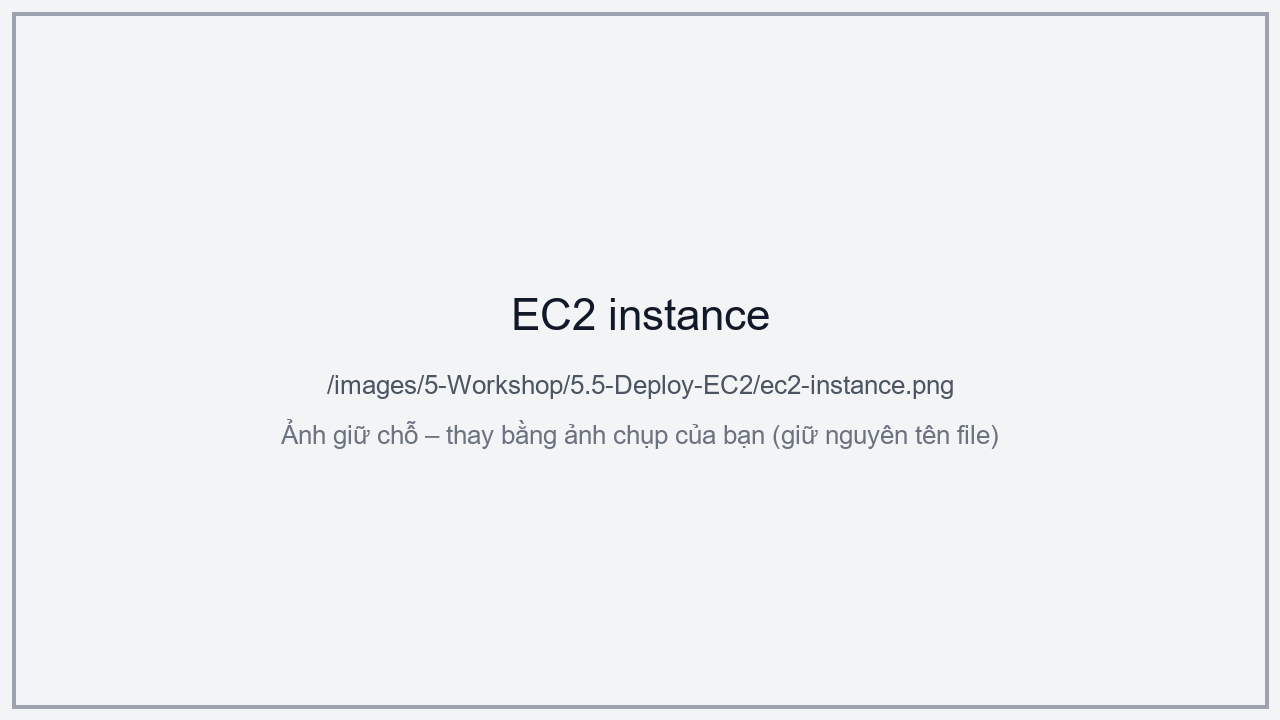 EC2 instance
/images/5-Workshop/5.5-Deploy-EC2/ec2-instance.png
Ảnh giữ chỗ – thay bằng ảnh chụp của bạn (giữ nguyên tên file)